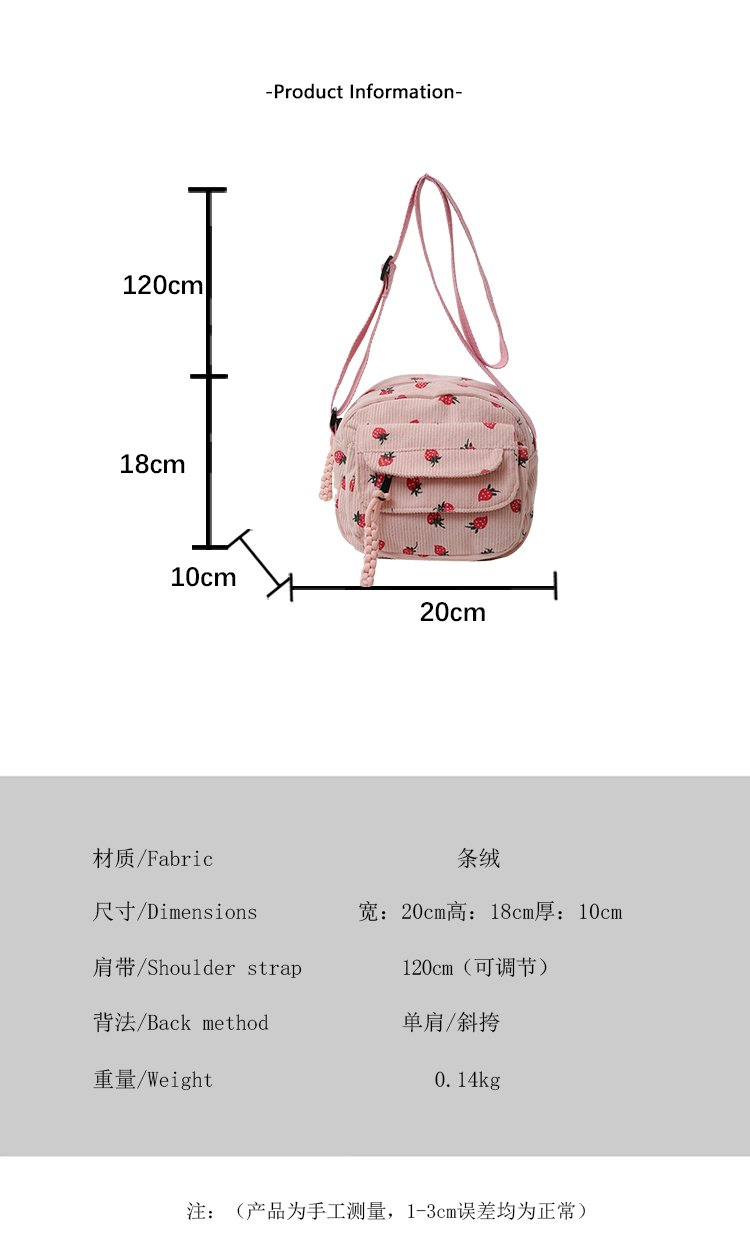 -Product Information-
120cm
18cm
10cm
20cm
材质/Fabric 条绒
尺寸/Dimensions 宽：20cm高：18cm厚：10cm
肩带/Shoulder strap 120cm（可调节）
背法/Back method 单肩/斜挎
重量/Weight 0.14kg
注：（产品为手工测量，1-3cm误差均为正常）